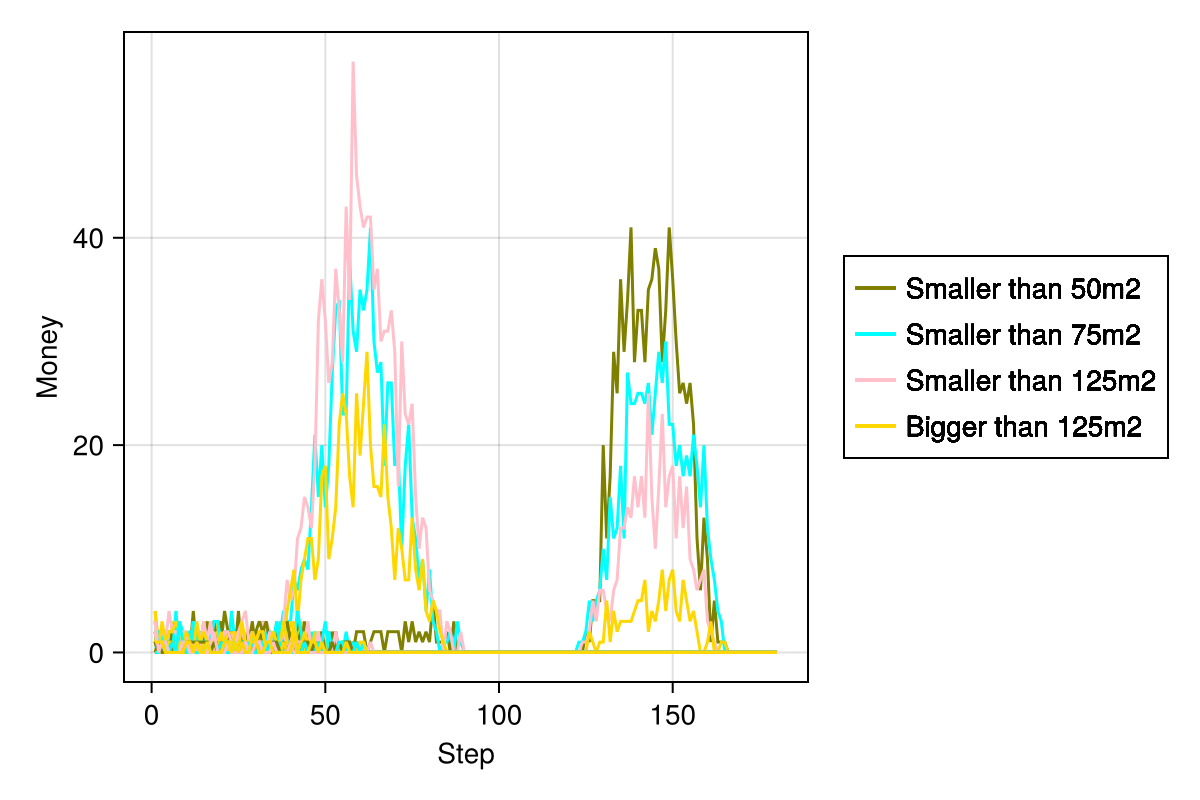 Money
40
20
0
0 50 100 150
Step
Smaller than 50m2
Smaller than 75m2
Smaller than 125m2
Bigger than 125m2